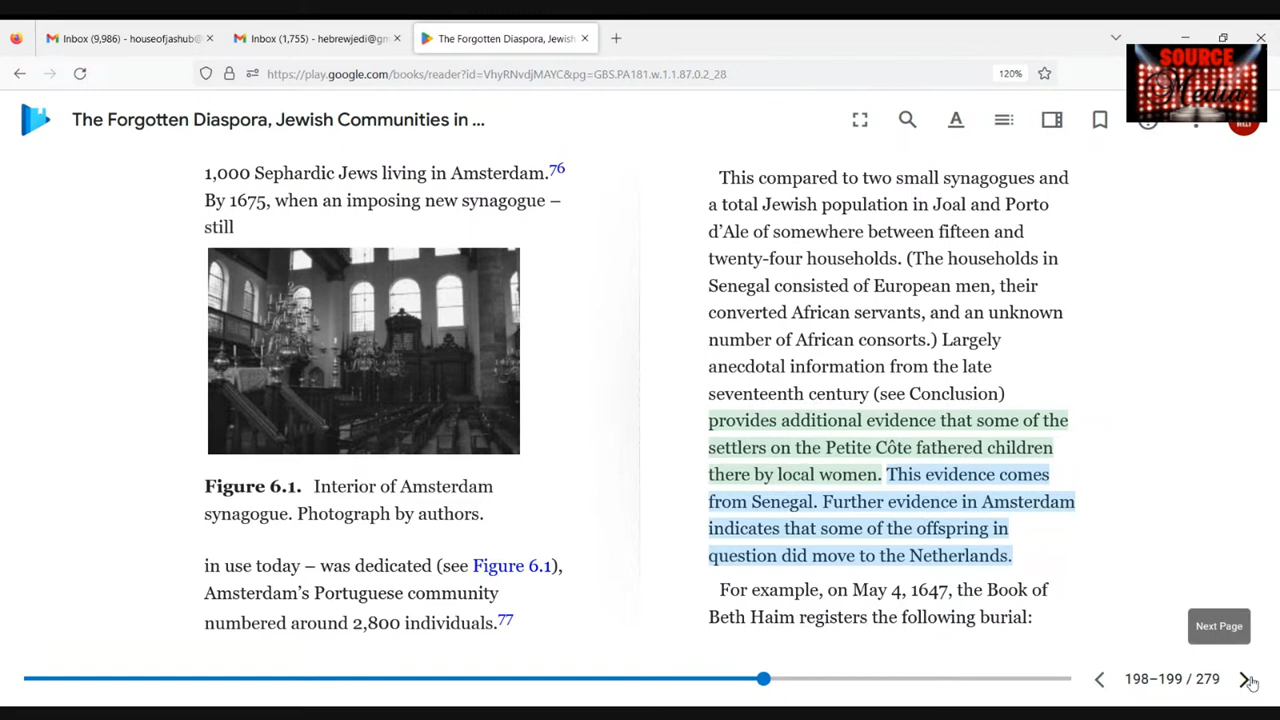 Inbox (9,986) - houseofjashub@
Inbox (1,755) - hebrewjedi@gm
The Forgotten Diaspora, Jewish
https://play.google.com/books/reader?id=VhyRNvdjMAYC&pg=GBS.PA181.w.1.1.87.0.2_28
120%
SOURCE
Media
The Forgotten Diaspora, Jewish Communities in ...
1,000 Sephardic Jews living in Amsterdam.76
By 1675, when an imposing new synagogue –
still
Figure 6.1. Interior of Amsterdam
synagogue. Photograph by authors.
in use today – was dedicated (see Figure 6.1),
Amsterdam’s Portuguese community
numbered around 2,800 individuals.77
This compared to two small synagogues and
a total Jewish population in Joal and Porto
d’Ale of somewhere between fifteen and
twenty-four households. (The households in
Senegal consisted of European men, their
converted African servants, and an unknown
number of African consorts.) Largely
anecdotal information from the late
seventeenth century (see Conclusion)
provides additional evidence that some of the
settlers on the Petite Côte fathered children
there by local women. This evidence comes
from Senegal. Further evidence in Amsterdam
indicates that some of the offspring in
question did move to the Netherlands.
For example, on May 4, 1647, the Book of
Beth Haim registers the following burial:
Next Page
198–199 / 279